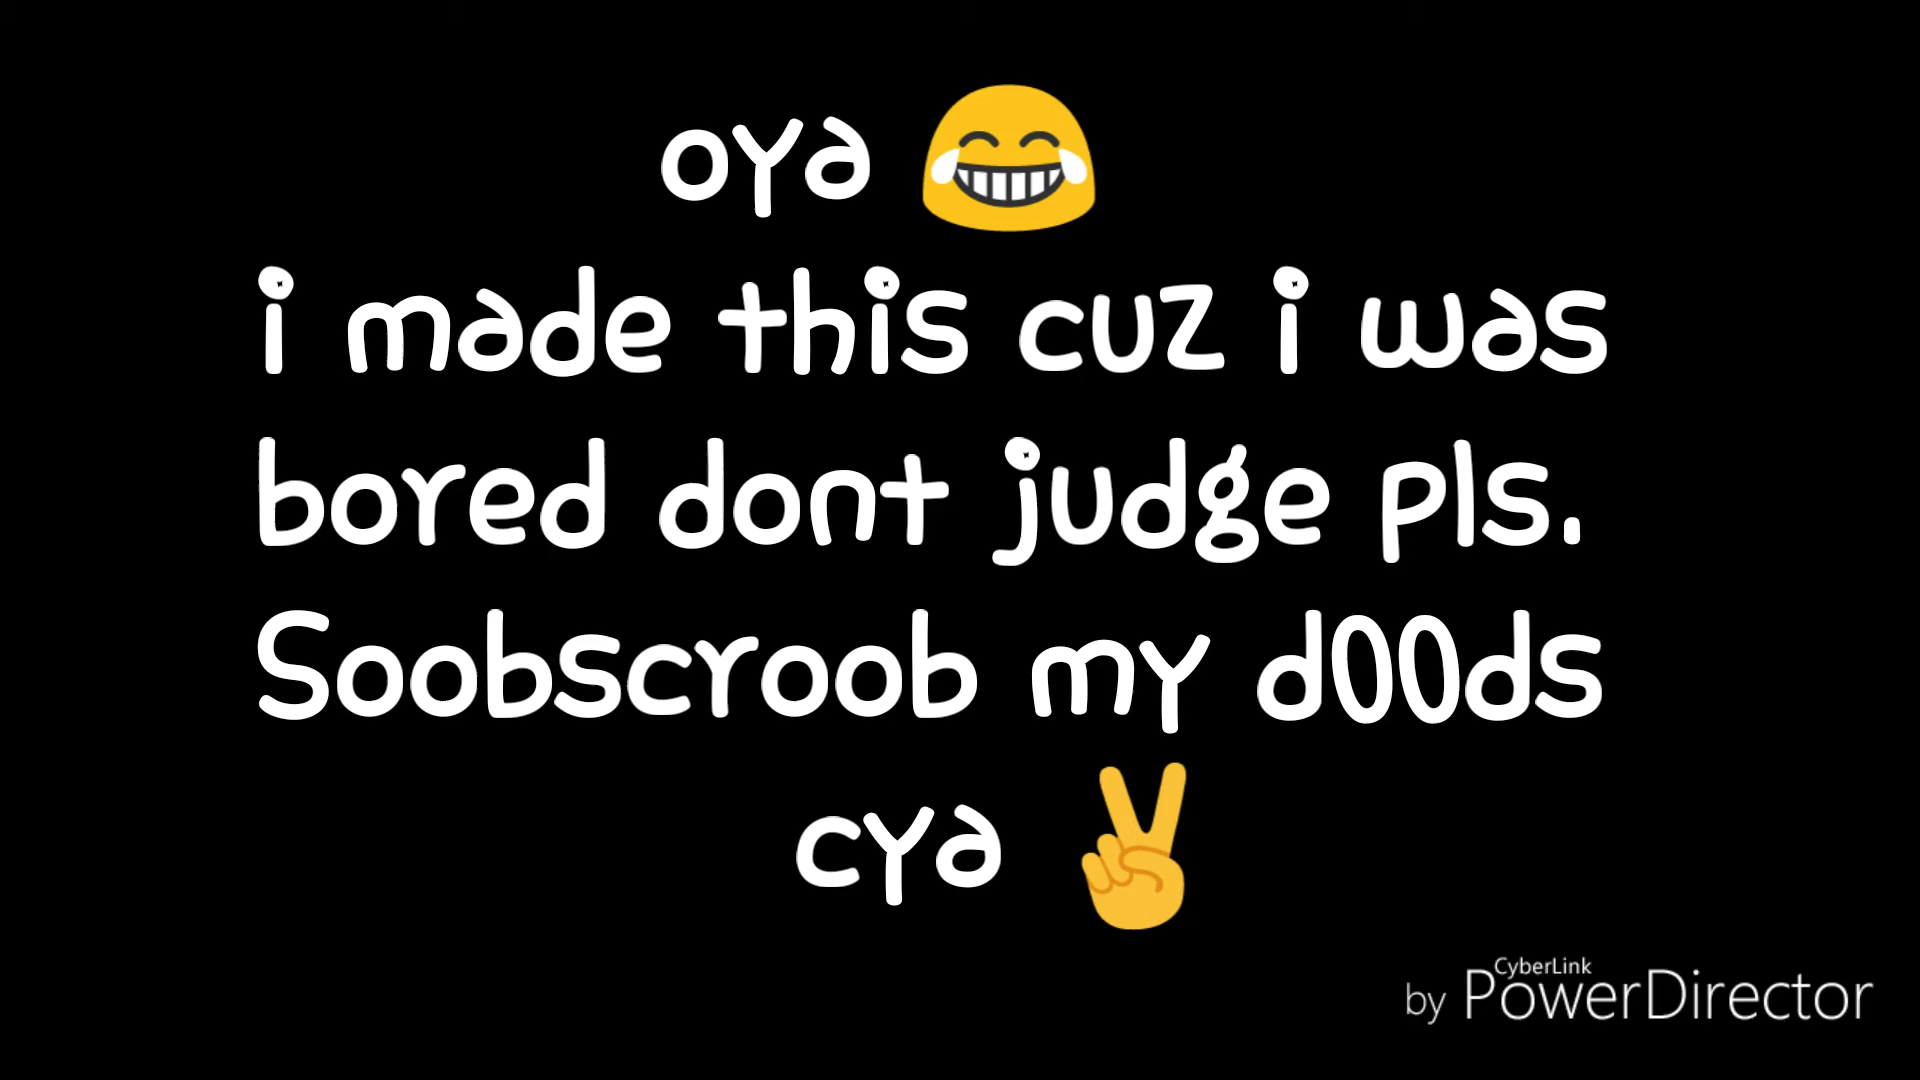 oya 😂
i made this cuz i was
bored dont judge pls.
Soobscroob my d00ds
cya ✌
by CyberLink PowerDirector